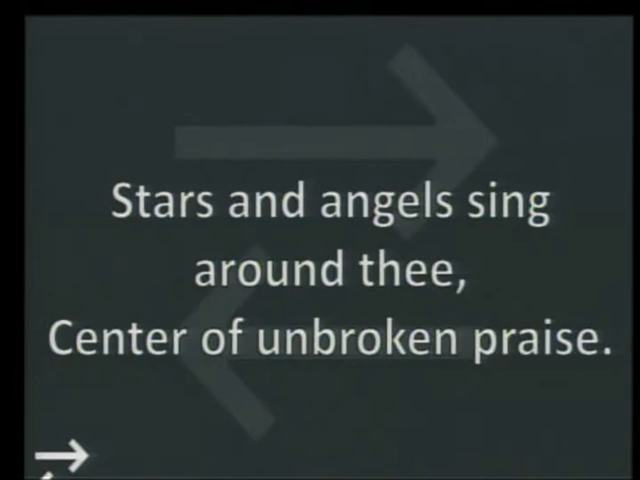 Stars and angels sing
around thee,
Center of unbroken praise.